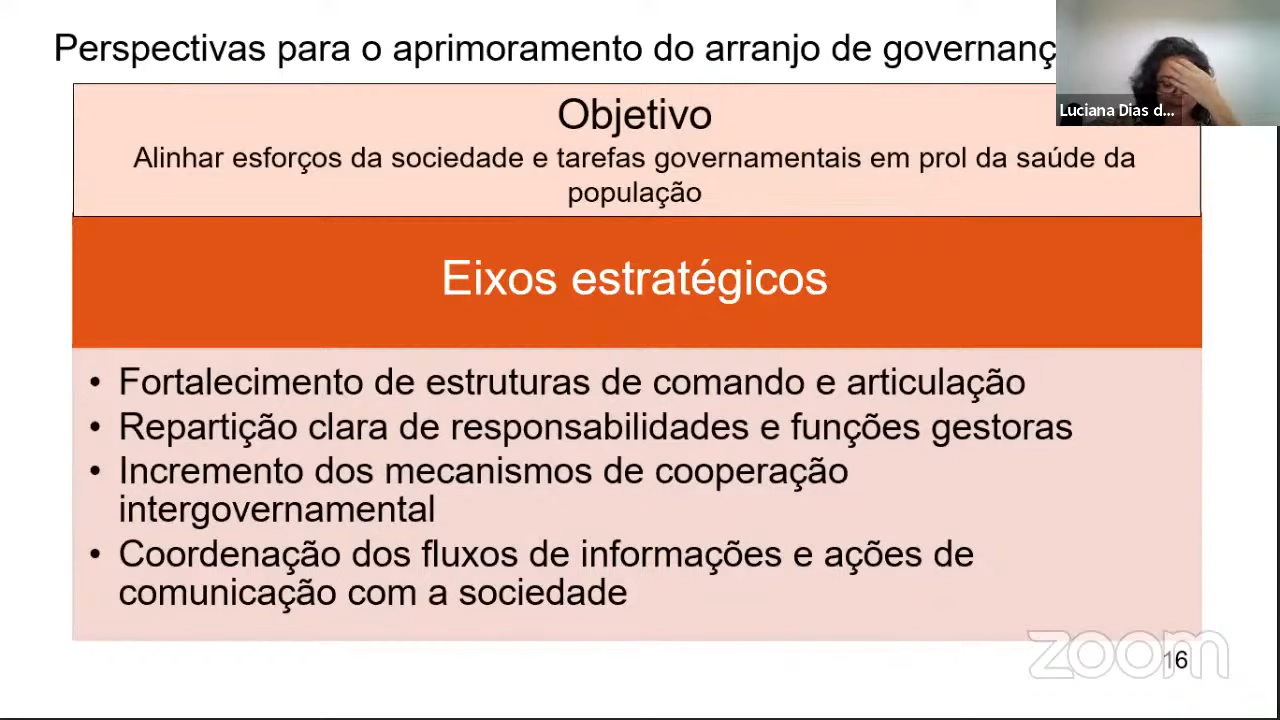 Perspectivas para o aprimoramento do arranjo de governanç
Luciana Dias d...
Objetivo
Alinhar esforços da sociedade e tarefas governamentais em prol da saúde da
população
Eixos estratégicos
• Fortalecimento de estruturas de comando e articulação
• Repartição clara de responsabilidades e funções gestoras
• Incremento dos mecanismos de cooperação
intergovernamental
• Coordenação dos fluxos de informações e ações de
comunicação com a sociedade
zoom
16